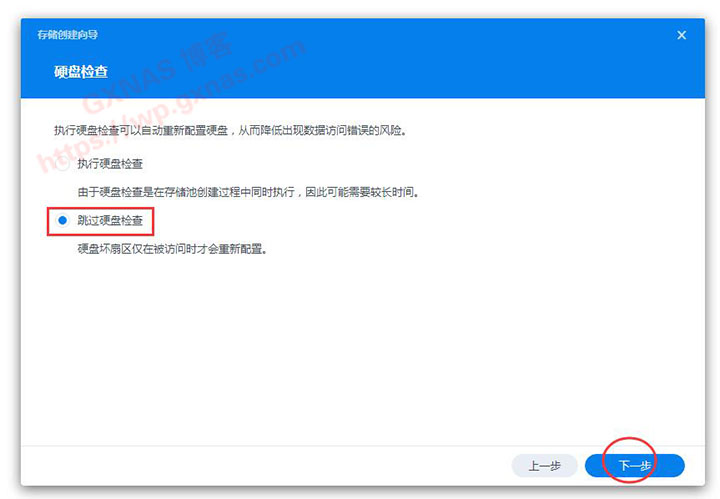 存储创建向导
硬盘检查
GXNAS 博客
https://wp.gxnas.com
执行硬盘检查可以自动重新配置硬盘，从而降低出现数据访问错误的风险。
执行硬盘检查
由于硬盘检查是在存储池创建过程中同时执行，因此可能需要较长时间。
跳过硬盘检查
硬盘坏扇区仅在被访问时才会重新配置。
上一步
下一步